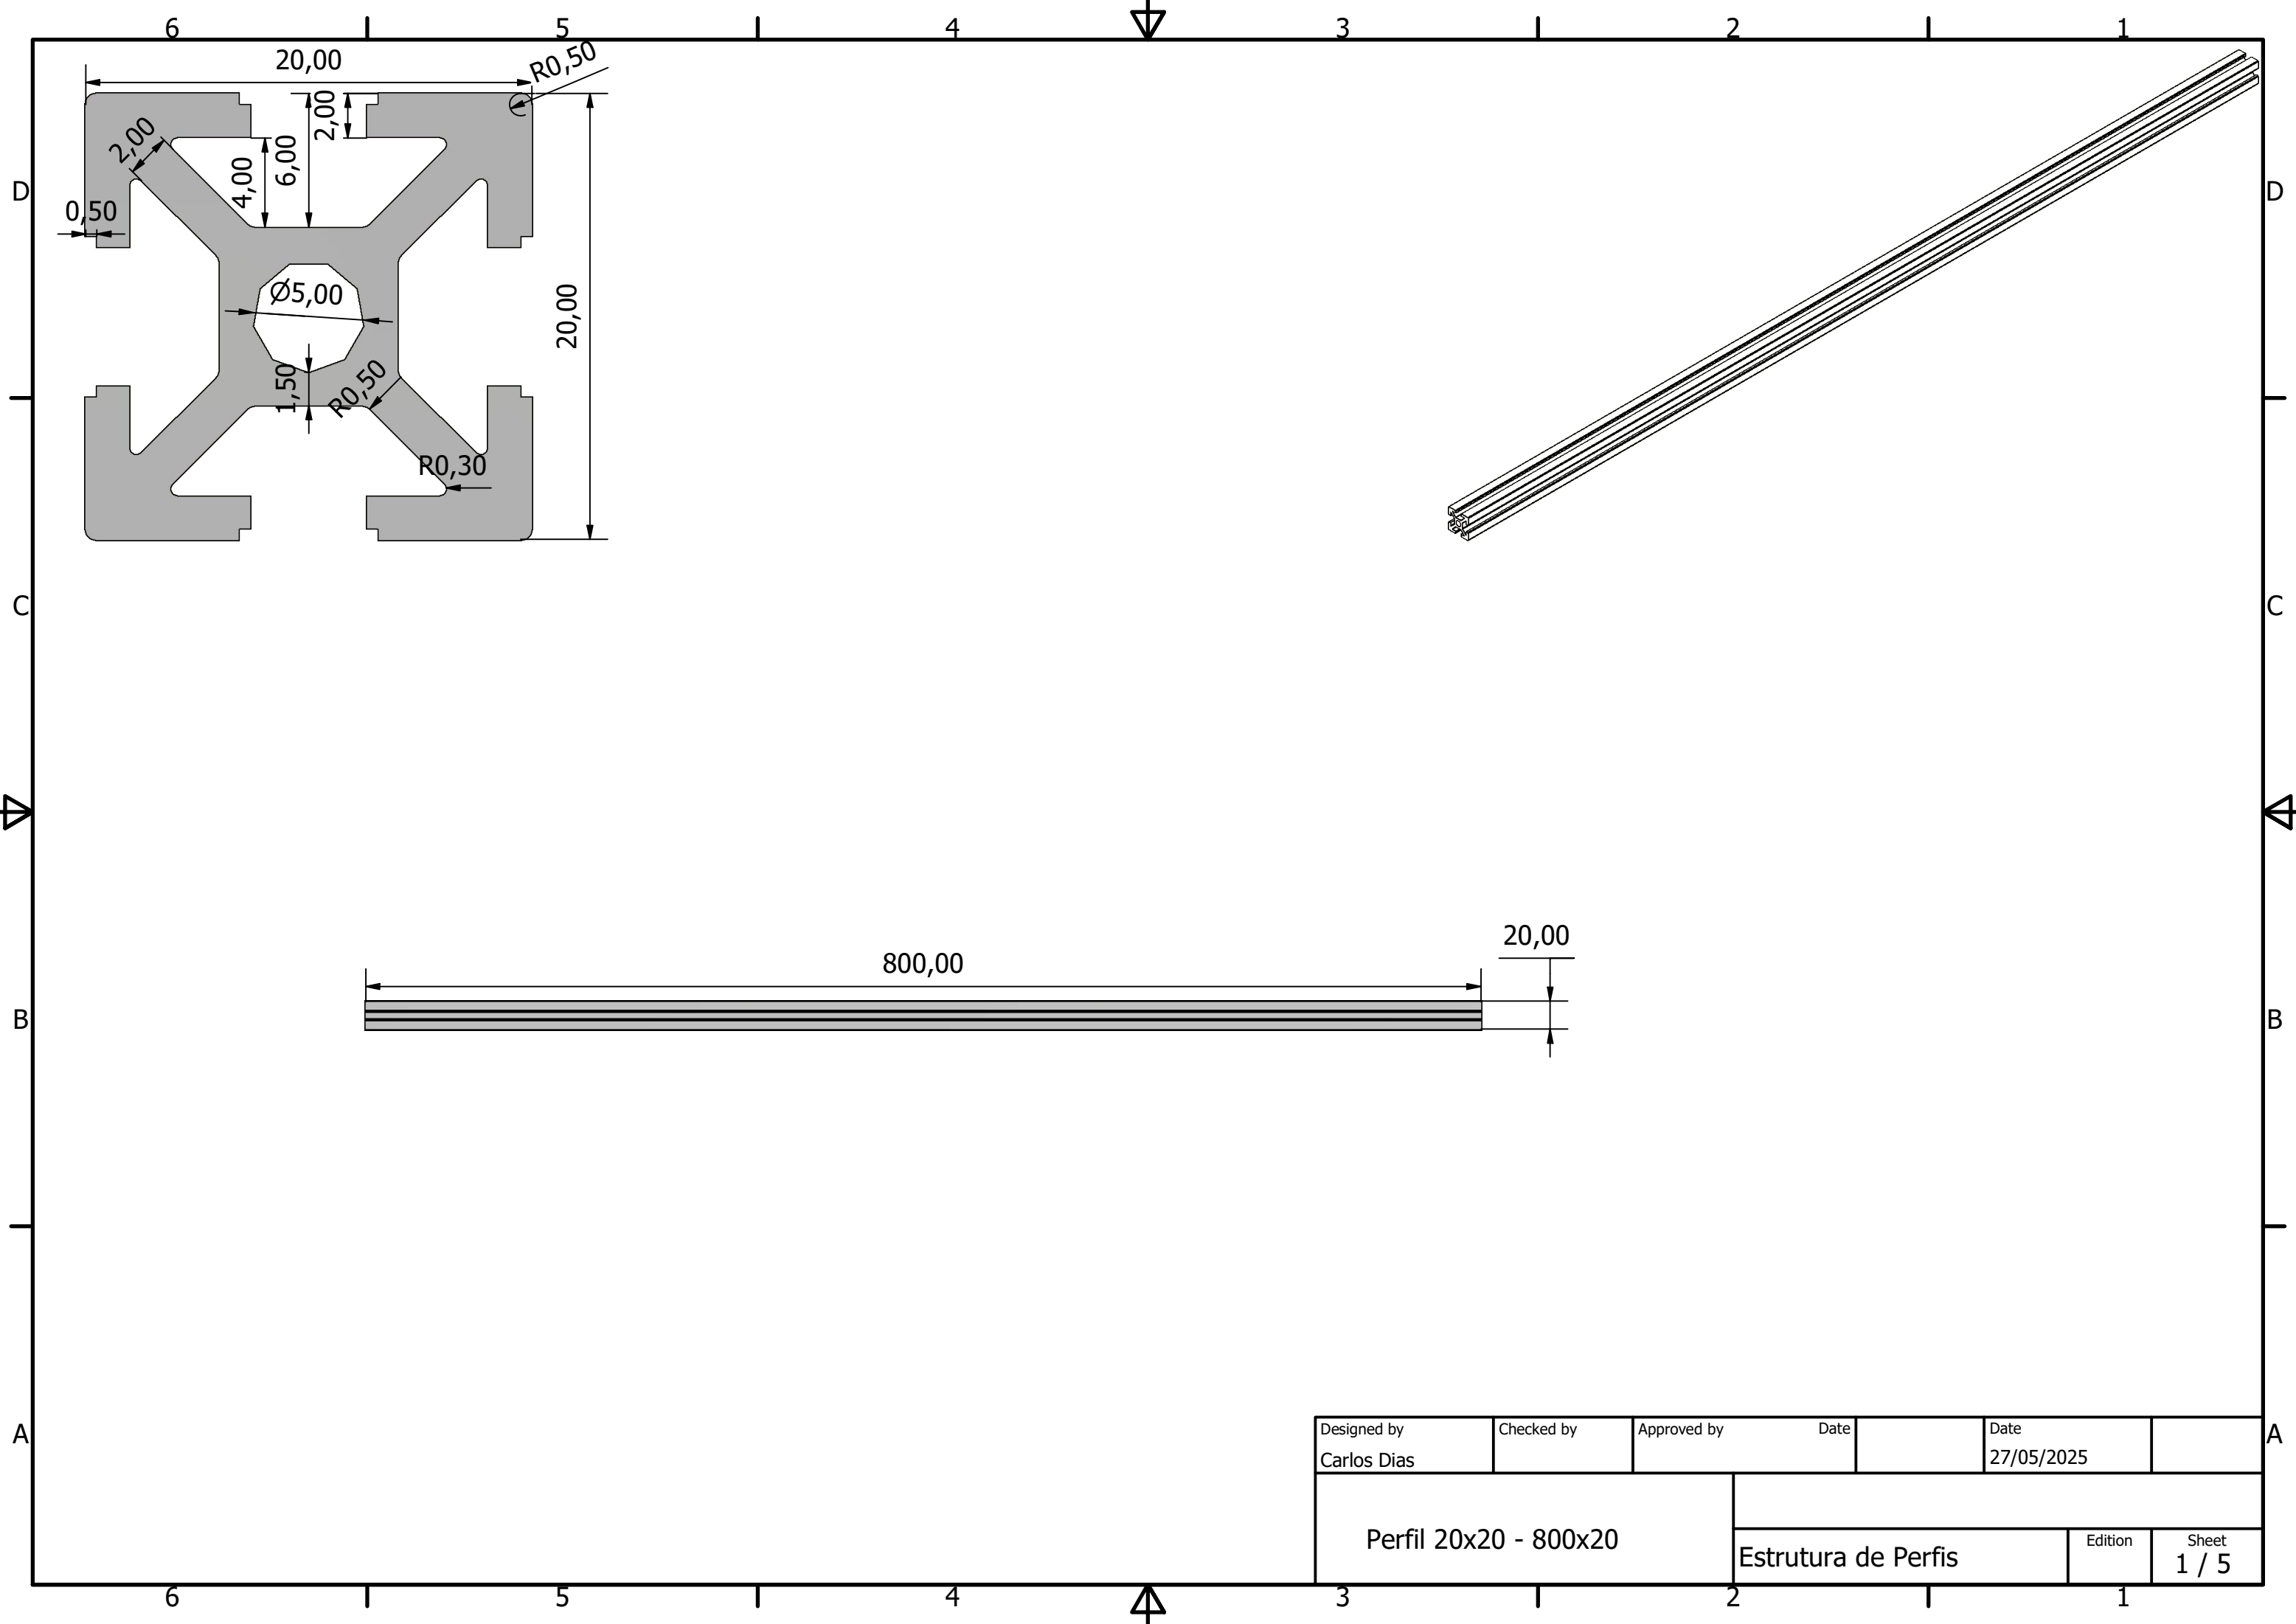 6 5 4 3 2 1
20,00
R0,50
2,00
2,00
6,00
4,00
D D
0,50
20,00
Ø5,00
1,50
R0,50
R0,30
C C
20,00
800,00
B B
A A
Designed by Checked by Approved by Date Date
Carlos Dias 27/05/2025
Perfil 20x20 - 800x20
Edition Sheet
Estrutura de Perfis 1 / 5
6 5 4 3 2 1